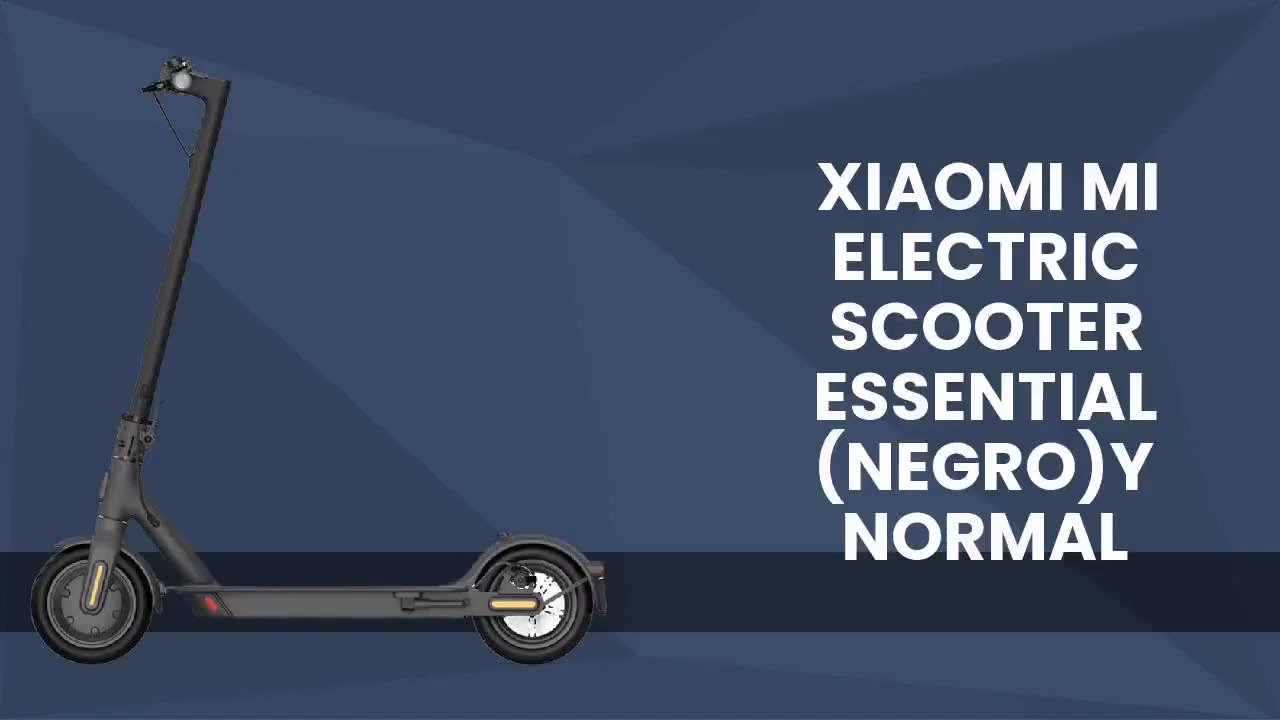 XIAOMI MI
ELECTRIC
SCOOTER
ESSENTIAL
(NEGRO)Y
NORMAL